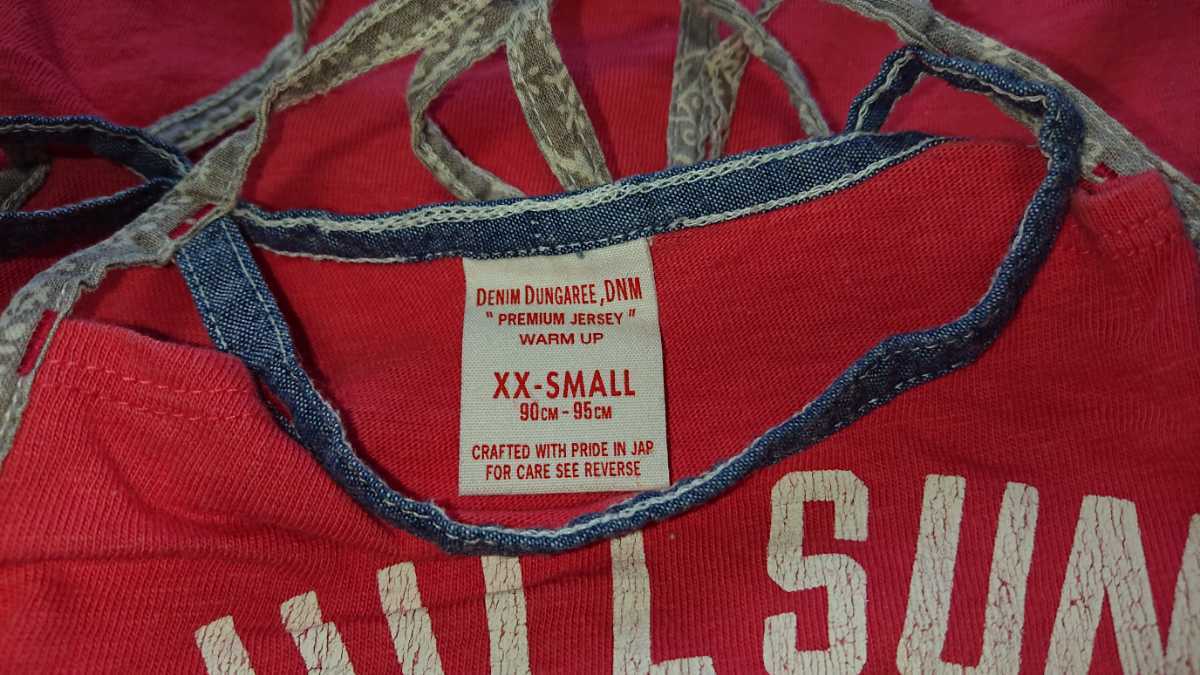 DENIM DUNGAREE, DNM
" PREMIUM JERSEY "
WARM UP
XX-SMALL
90CM - 95CM
CRAFTED WITH PRIDE IN JAP
FOR CARE SEE REVERSE